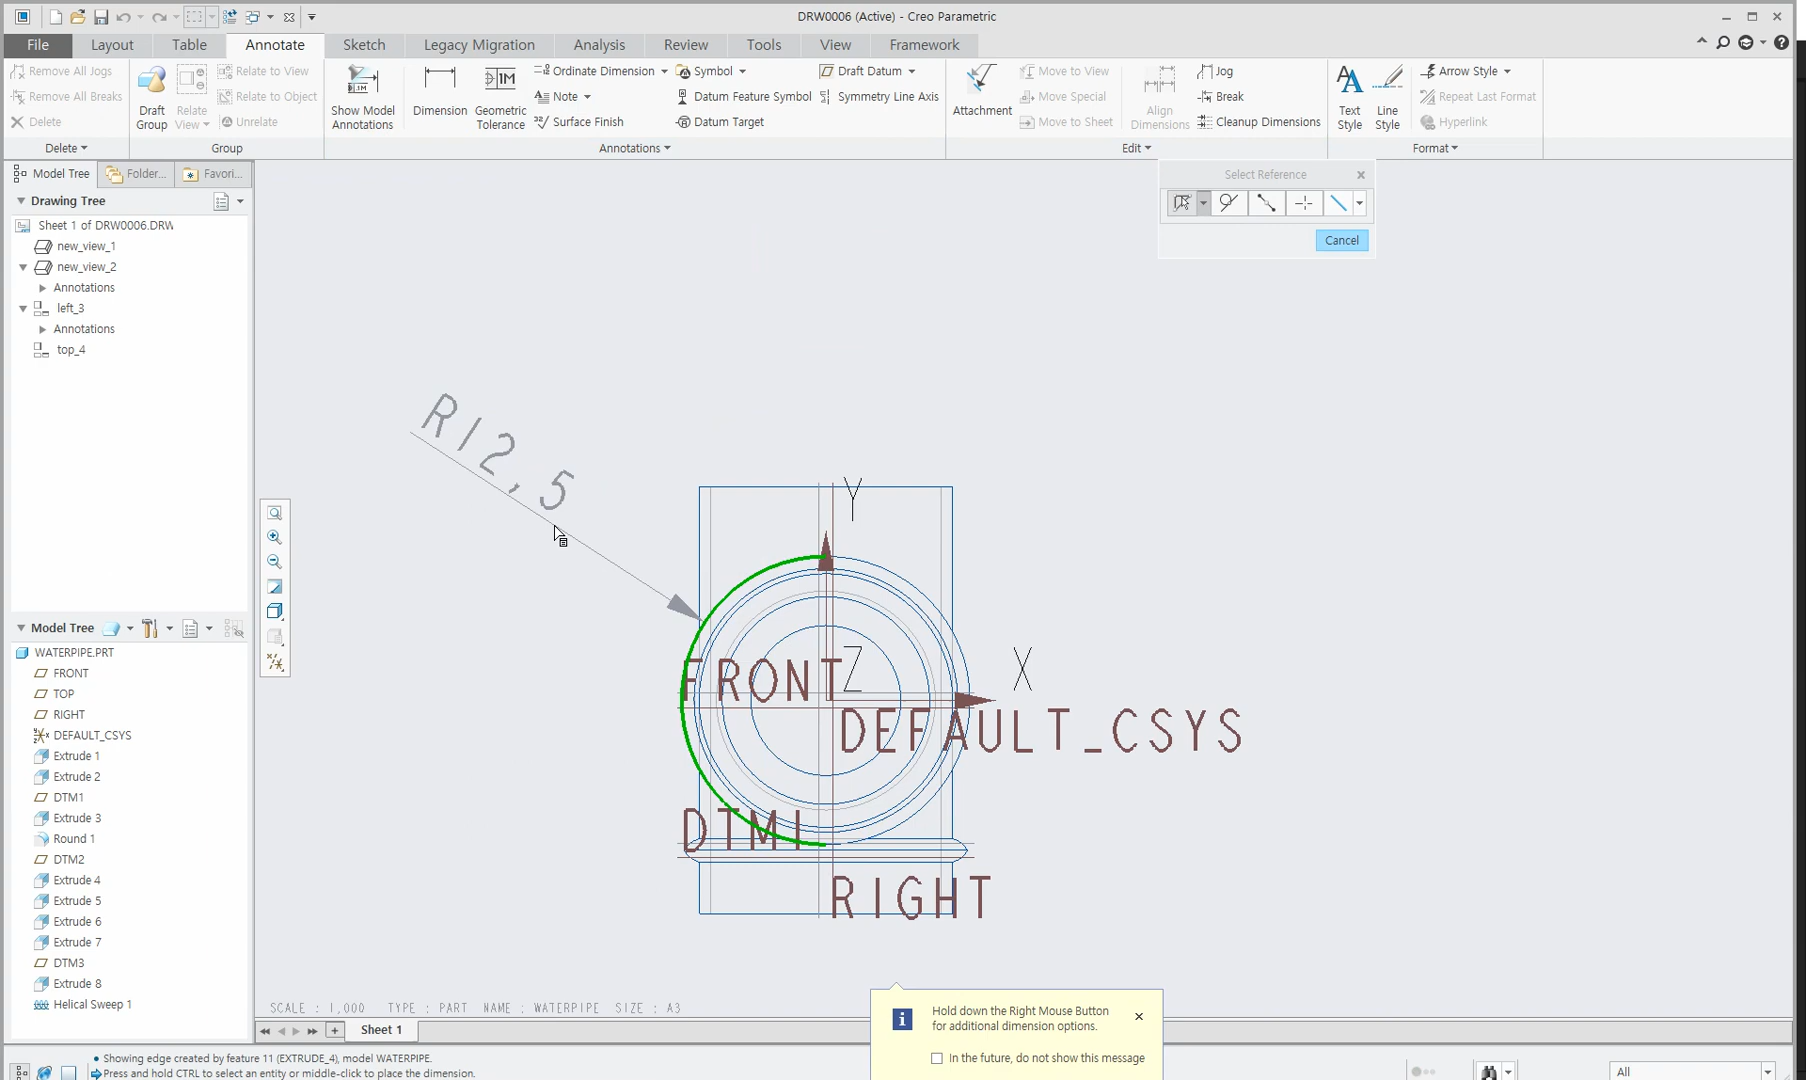 DRW0006 (Active) - Creo Parametric
File Layout Table Annotate Sketch Legacy Migration Analysis Review Tools View Framework
Remove All Jogs
Remove All Breaks
Delete
Delete
Draft Group
Relate View
Relate to View
Relate to Object
Unrelate
Group
Show Model Annotations
Dimension
Geometric Tolerance
Ordinate Dimension
Note
Surface Finish
Symbol
Datum Feature Symbol
Datum Target
Draft Datum
Symmetry Line Axis
Annotations
Attachment
Move to View
Move Special
Move to Sheet
Align Dimensions
Jog
Break
Cleanup Dimensions
Edit
Text Style
Line Style
Arrow Style
Repeat Last Format
Hyperlink
Format
Model Tree Folder... Favori...
Drawing Tree
Sheet 1 of DRW0006.DRW
new_view_1
new_view_2
Annotations
left_3
Annotations
top_4
Model Tree
WATERPIPE.PRT
FRONT
TOP
RIGHT
DEFAULT_CSYS
Extrude 1
Extrude 2
DTM1
Extrude 3
Round 1
DTM2
Extrude 4
Extrude 5
Extrude 6
Extrude 7
DTM3
Extrude 8
Helical Sweep 1
Select Reference
Cancel
R12,5
Y
FRONT Z X
DEFAULT_CSYS
DTM1
RIGHT
SCALE : 1,000 TYPE : PART NAME : WATERPIPE SIZE : A3
Sheet 1
Hold down the Right Mouse Button
for additional dimension options.
In the future, do not show this message
• Showing edge created by feature 11 (EXTRUDE_4), model WATERPIPE.
Press and hold CTRL to select an entity or middle-click to place the dimension.
All